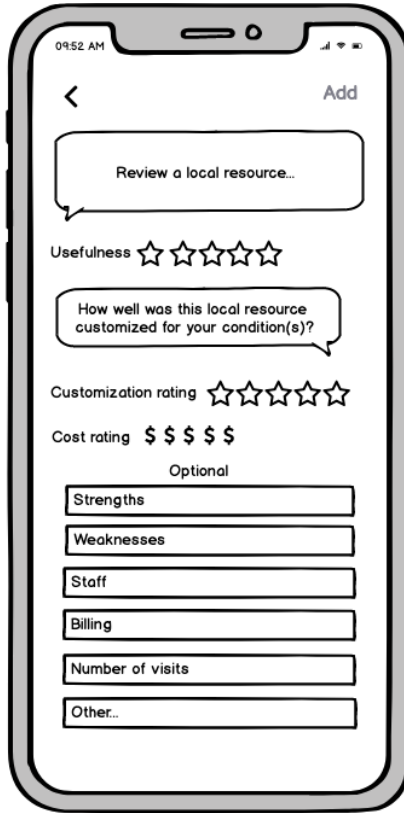 09:52 AM
Add
Review a local resource...
Usefulness
How well was this local resource
customized for your condition(s)?
Customization rating
Cost rating $ $ $ $ $
Optional
Strengths
Weaknesses
Staff
Billing
Number of visits
Other...